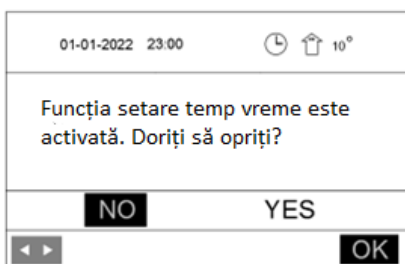 01-01-2022 23:00 10°
Funcția setare temp vreme este
activată. Doriți să opriți?
NO YES
OK